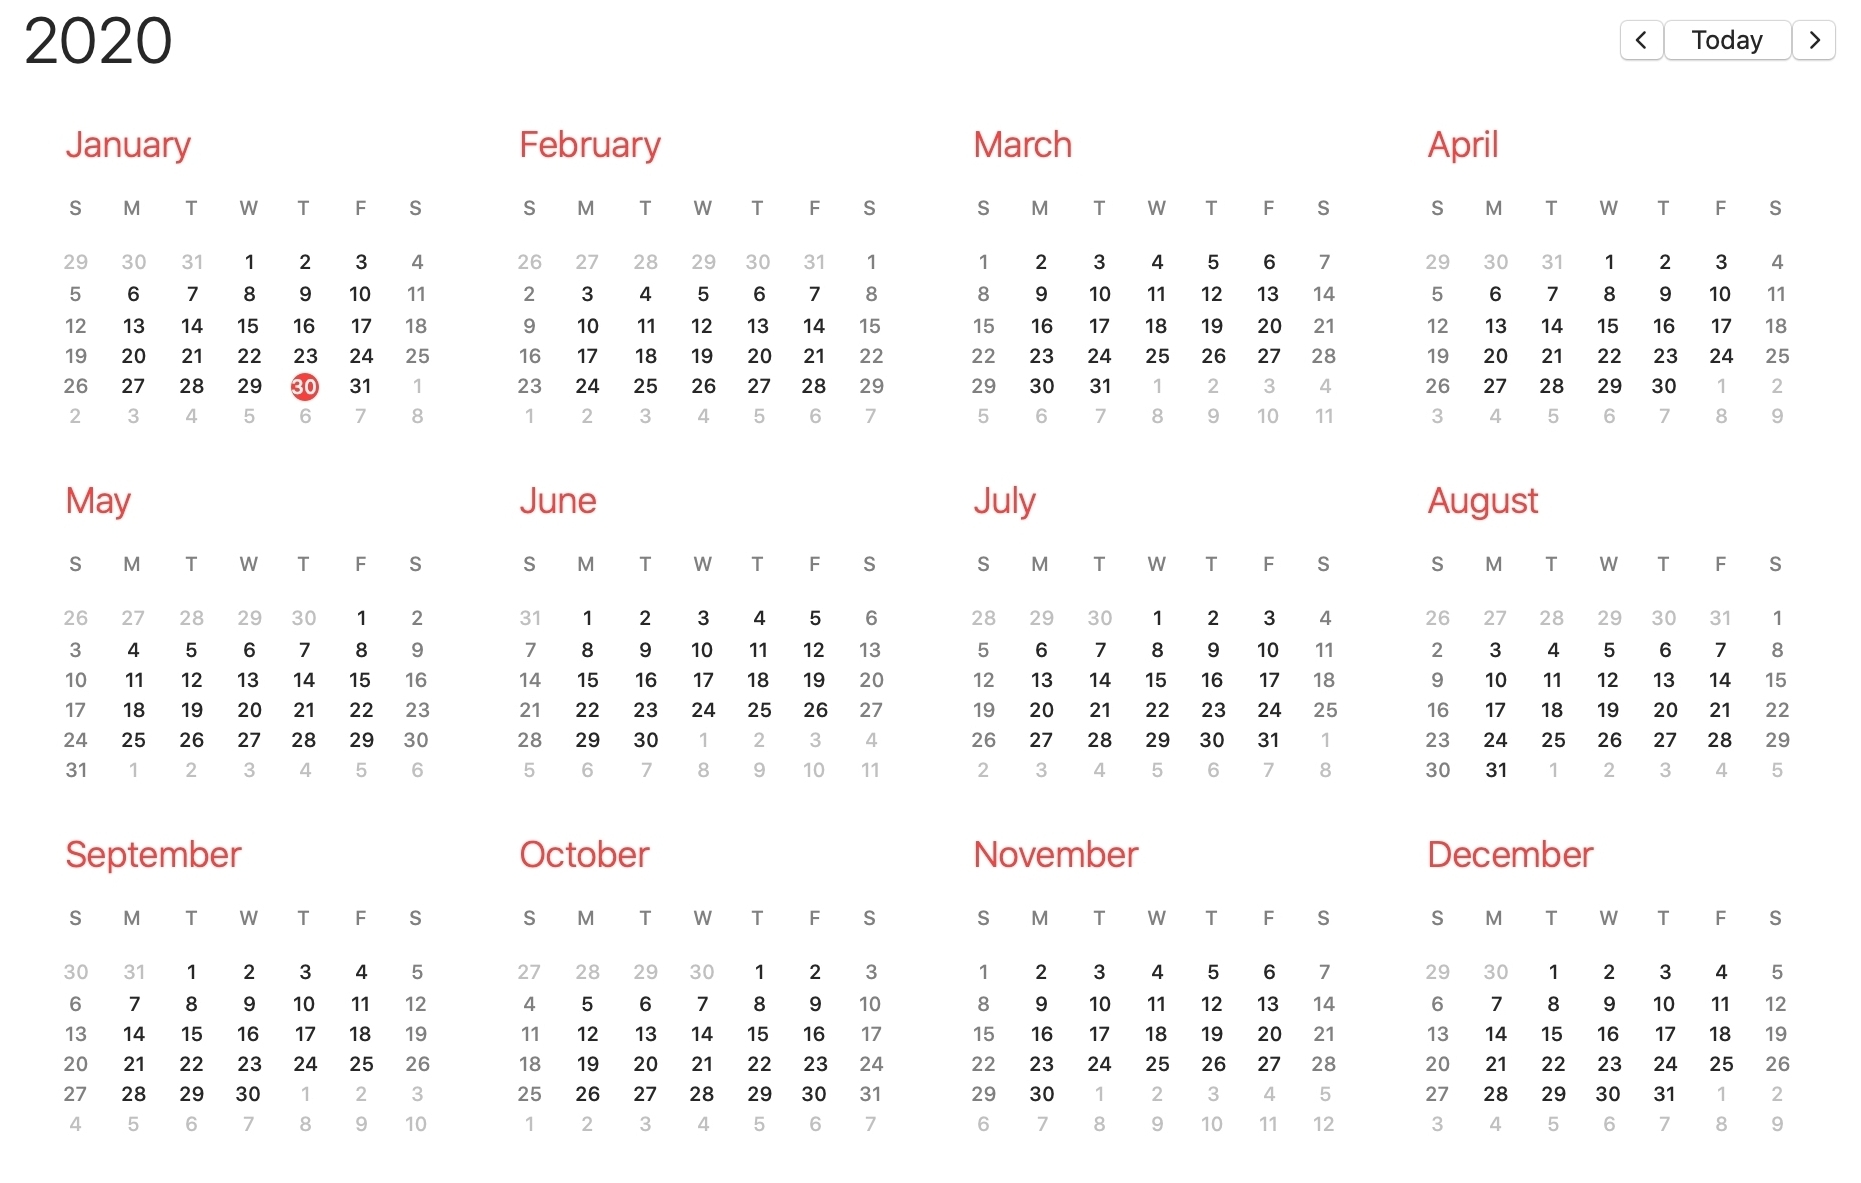 2020 < Today >
January February March April
S M T W T F S S M T W T F S S M T W T F S S M T W T F S
29 30 31 1 2 3 4 26 27 28 29 30 31 1 1 2 3 4 5 6 7 29 30 31 1 2 3 4
5 6 7 8 9 10 11 2 3 4 5 6 7 8 8 9 10 11 12 13 14 5 6 7 8 9 10 11
12 13 14 15 16 17 18 9 10 11 12 13 14 15 15 16 17 18 19 20 21 12 13 14 15 16 17 18
19 20 21 22 23 24 25 16 17 18 19 20 21 22 22 23 24 25 26 27 28 19 20 21 22 23 24 25
26 27 28 29 30 31 1 23 24 25 26 27 28 29 29 30 31 1 2 3 4 26 27 28 29 30 1 2
2 3 4 5 6 7 8 1 2 3 4 5 6 7 5 6 7 8 9 10 11 3 4 5 6 7 8 9
May June July August
S M T W T F S S M T W T F S S M T W T F S S M T W T F S
26 27 28 29 30 1 2 31 1 2 3 4 5 6 28 29 30 1 2 3 4 26 27 28 29 30 31 1
3 4 5 6 7 8 9 7 8 9 10 11 12 13 5 6 7 8 9 10 11 2 3 4 5 6 7 8
10 11 12 13 14 15 16 14 15 16 17 18 19 20 12 13 14 15 16 17 18 9 10 11 12 13 14 15
17 18 19 20 21 22 23 21 22 23 24 25 26 27 19 20 21 22 23 24 25 16 17 18 19 20 21 22
24 25 26 27 28 29 30 28 29 30 1 2 3 4 26 27 28 29 30 31 1 23 24 25 26 27 28 29
31 1 2 3 4 5 6 5 6 7 8 9 10 11 2 3 4 5 6 7 8 30 31 1 2 3 4 5
September October November December
S M T W T F S S M T W T F S S M T W T F S S M T W T F S
30 31 1 2 3 4 5 27 28 29 30 1 2 3 1 2 3 4 5 6 7 29 30 1 2 3 4 5
6 7 8 9 10 11 12 4 5 6 7 8 9 10 8 9 10 11 12 13 14 6 7 8 9 10 11 12
13 14 15 16 17 18 19 11 12 13 14 15 16 17 15 16 17 18 19 20 21 13 14 15 16 17 18 19
20 21 22 23 24 25 26 18 19 20 21 22 23 24 22 23 24 25 26 27 28 20 21 22 23 24 25 26
27 28 29 30 1 2 3 25 26 27 28 29 30 31 29 30 1 2 3 4 5 27 28 29 30 31 1 2
4 5 6 7 8 9 10 1 2 3 4 5 6 7 6 7 8 9 10 11 12 3 4 5 6 7 8 9